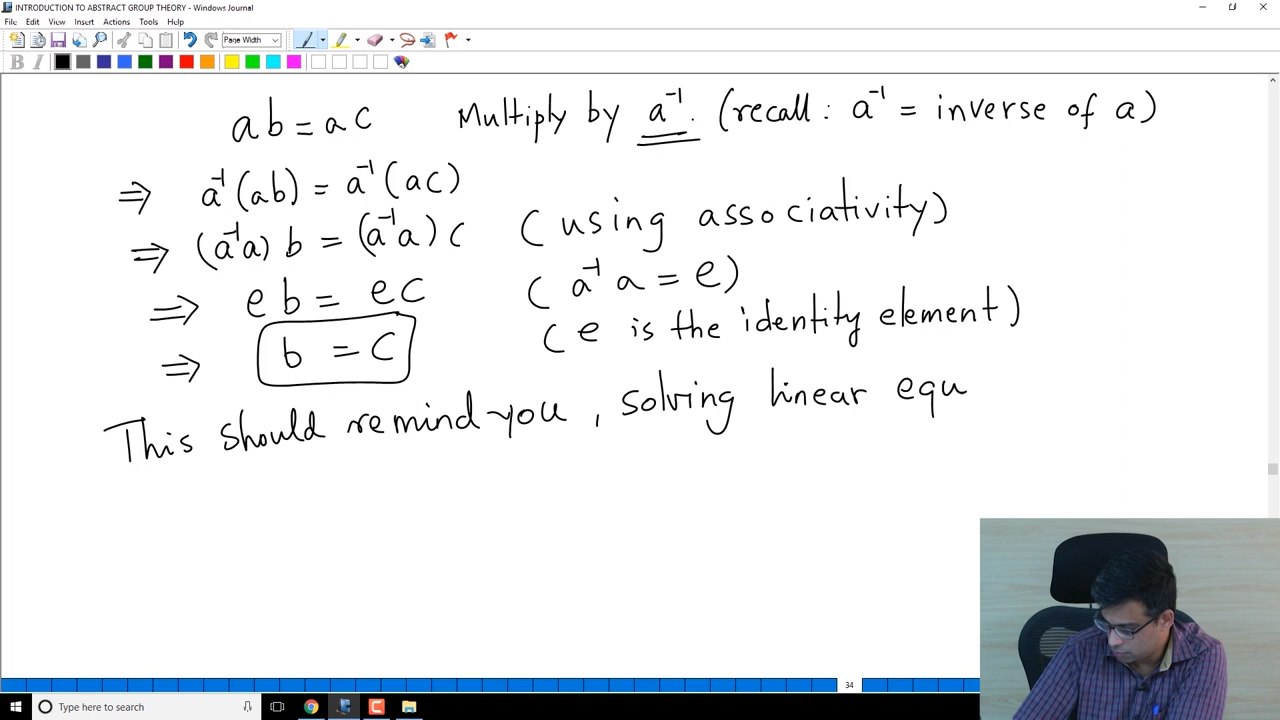 INTRODUCTION TO ABSTRACT GROUP THEORY - Windows Journal
File Edit View Insert Actions Tools Help
Page Width
B I
ab = ac Multiply by a⁻¹. (recall: a⁻¹ = inverse of a)
⇒ a⁻¹(ab) = a⁻¹(ac)
⇒ (a⁻¹a) b = (a⁻¹a) c (using associativity)
⇒ eb = ec (a⁻¹a = e)
⇒ b = c (e is the identity element)
This should remind you, solving linear equ
34
Type here to search